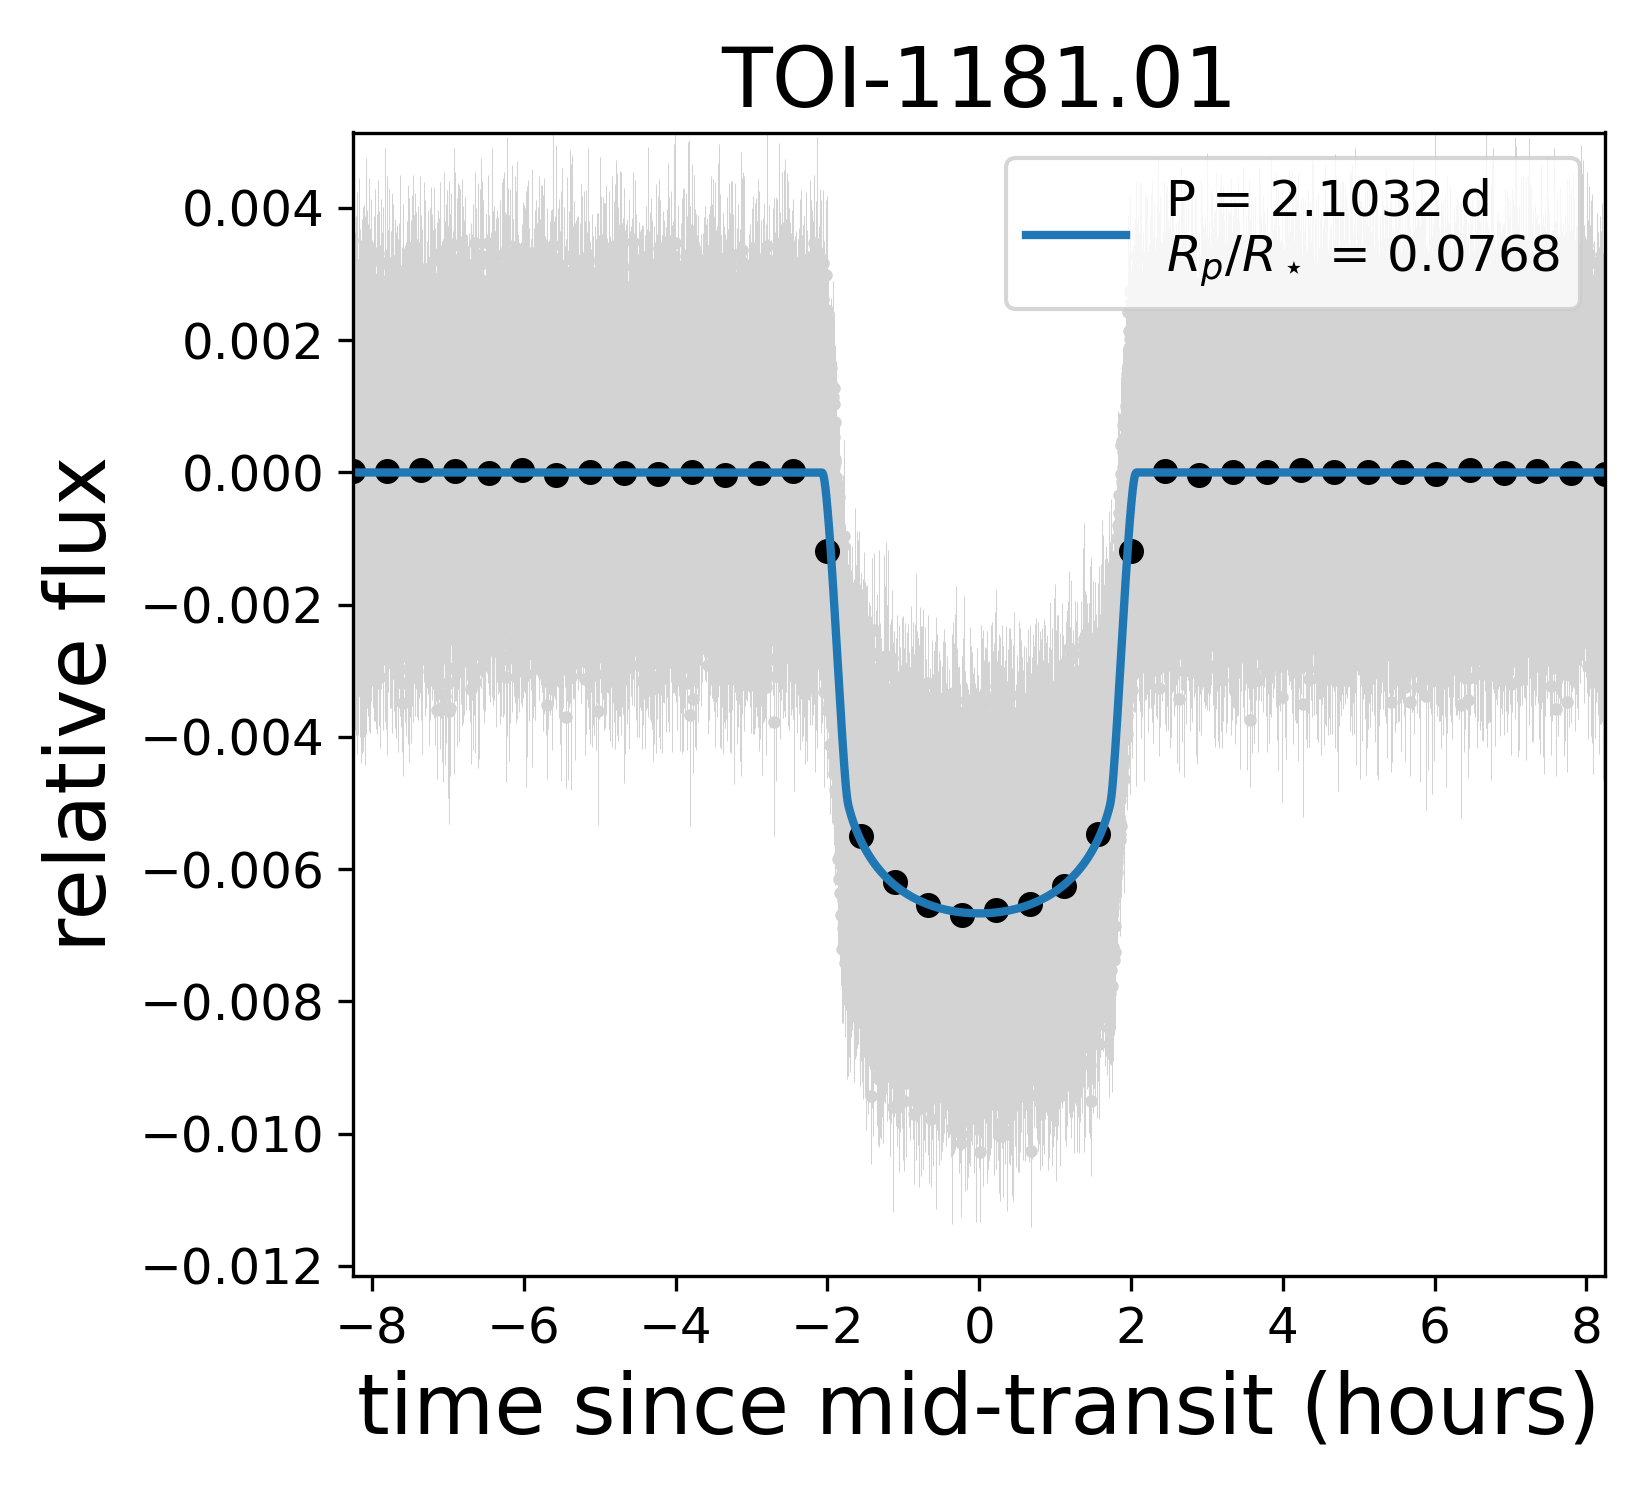 TOI-1181.01
P = 2.1032 d
Rp/R⋆ = 0.0768
0.004
0.002
0.000
−0.002
−0.004
−0.006
−0.008
−0.010
−0.012
relative flux
−8 −6 −4 −2 0 2 4 6 8
time since mid-transit (hours)